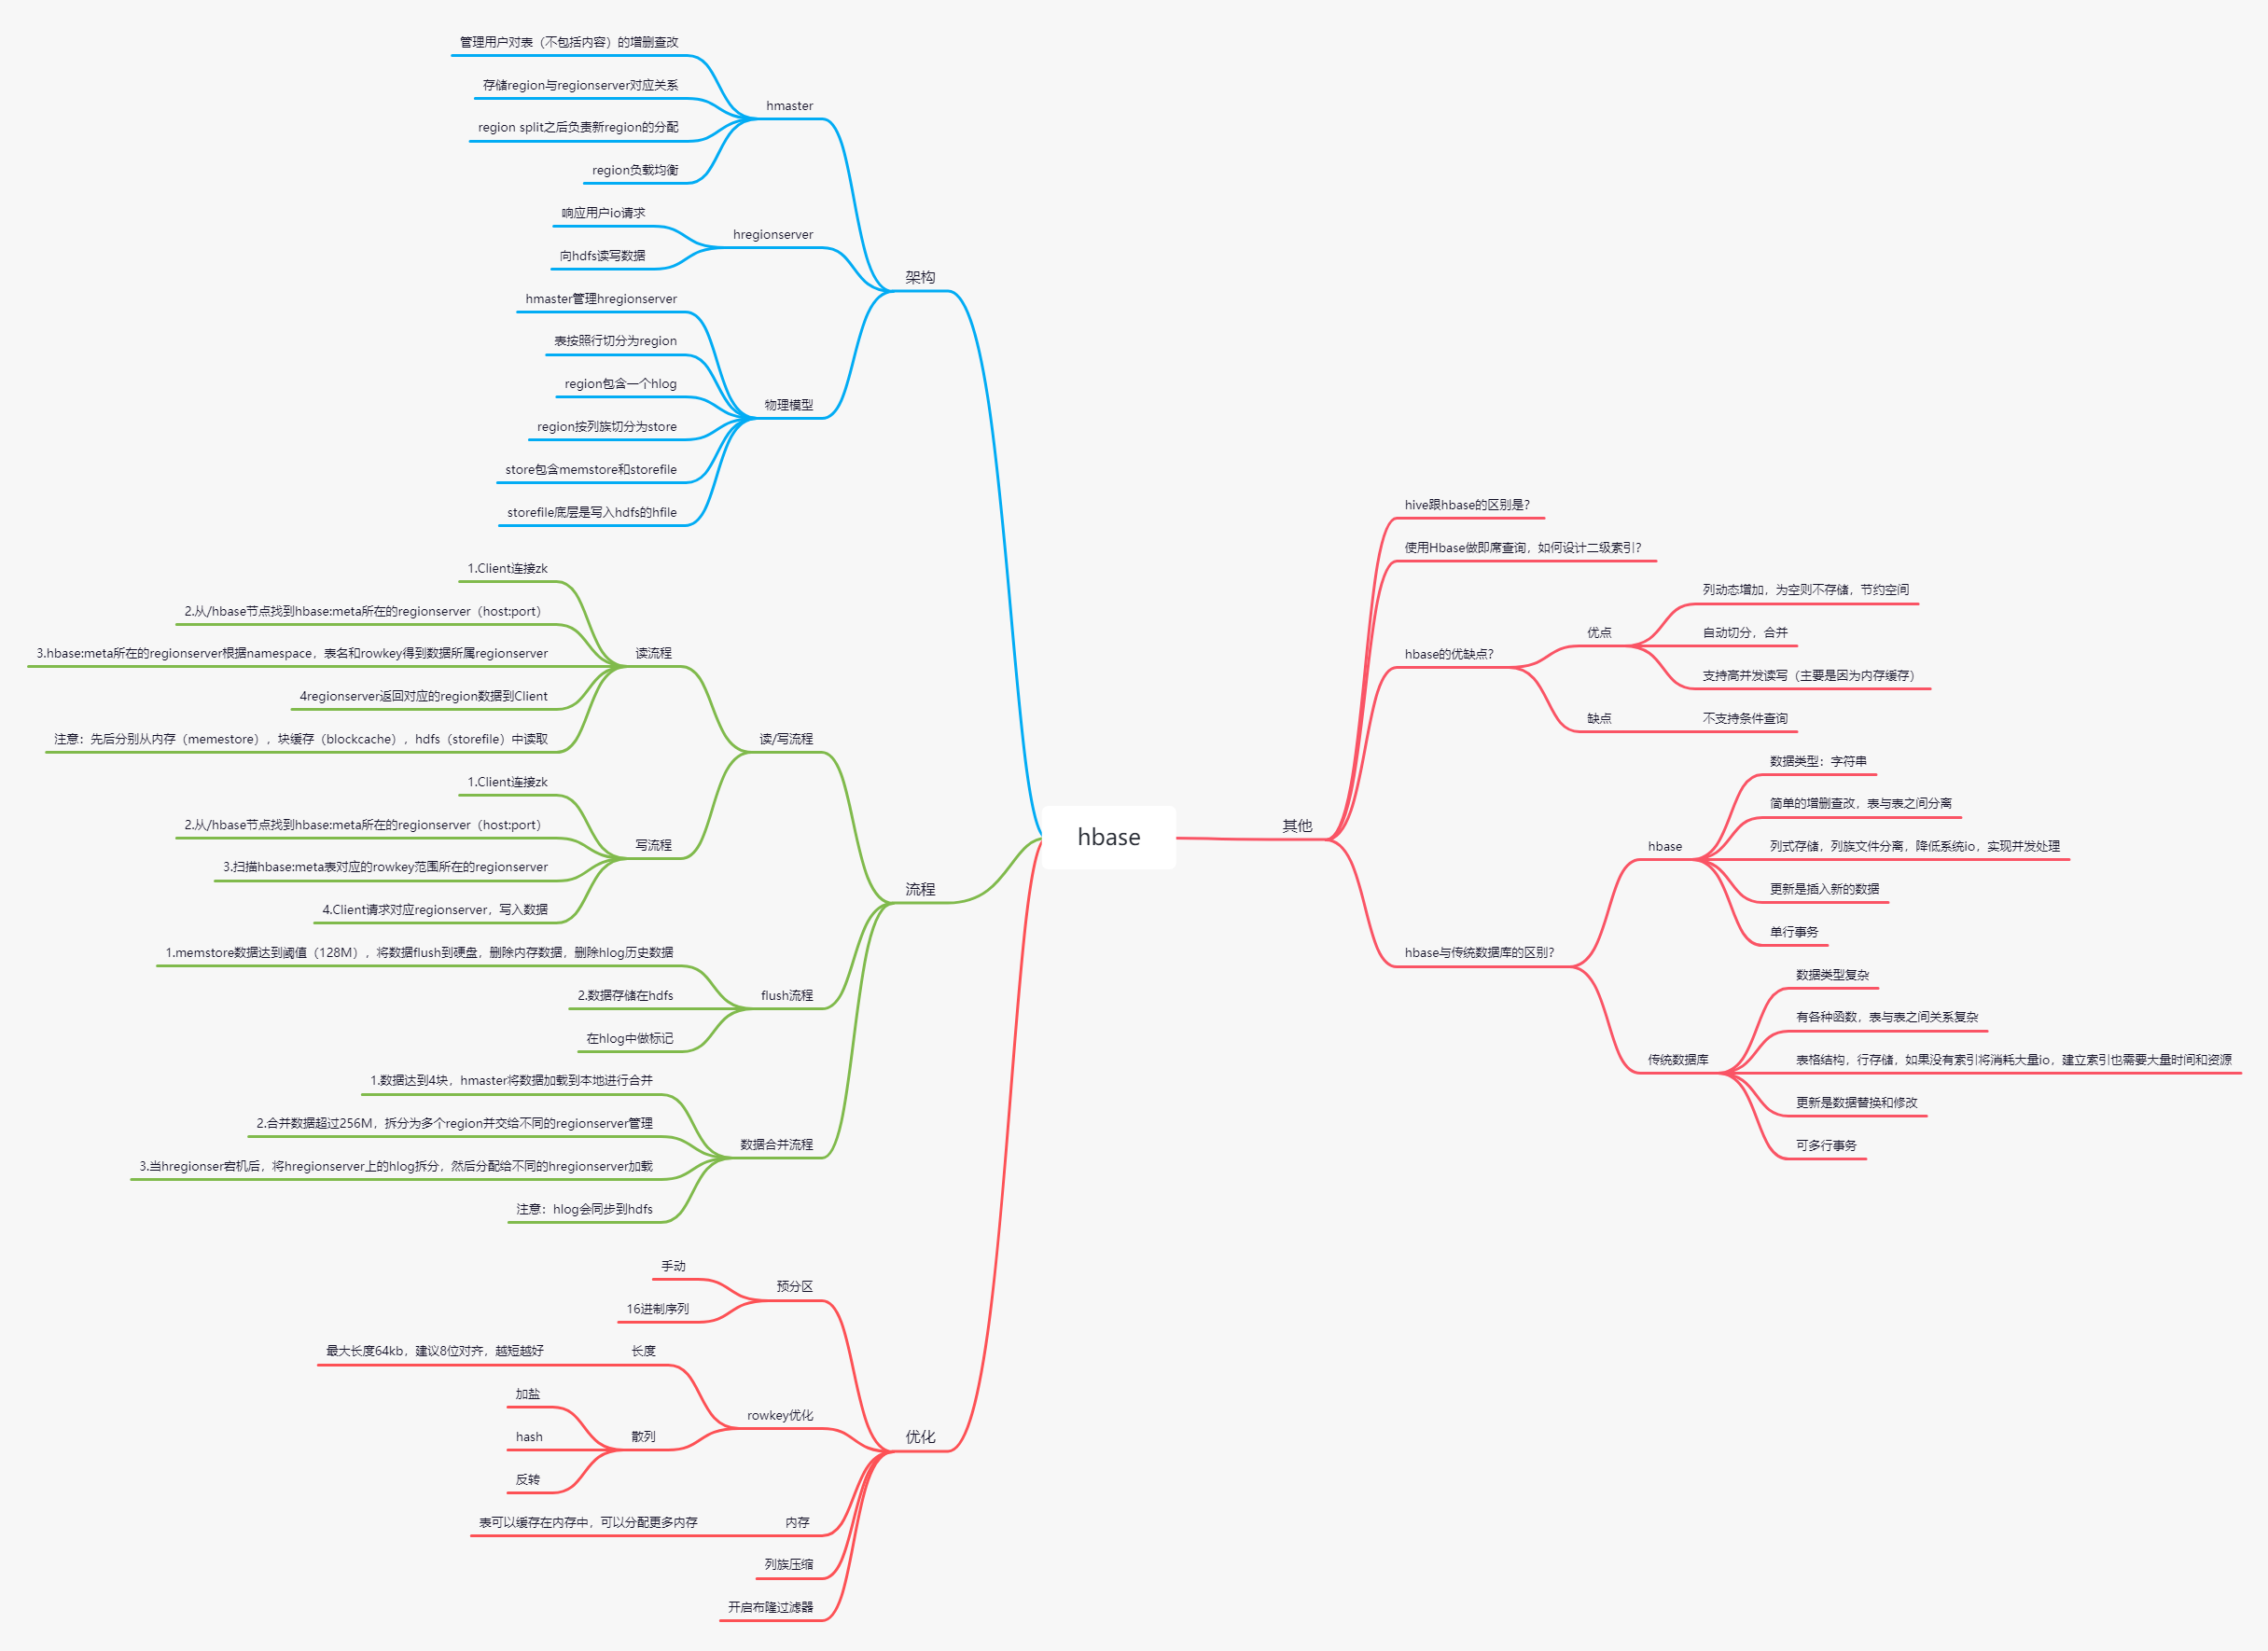 hbase
架构
hmaster
管理用户对表（不包括内容）的增删查改
存储region与regionserver对应关系
region split之后负责新region的分配
region负载均衡
hregionserver
响应用户io请求
向hdfs读写数据
物理模型
hmaster管理hregionserver
表按照行切分为region
region包含一个hlog
region按列族切分为store
store包含memstore和storefile
storefile底层是写入hdfs的hfile
流程
读/写流程
读流程
1.Client连接zk
2.从/hbase节点找到hbase:meta所在的regionserver（host:port）
3.hbase:meta所在的regionserver根据namespace，表名和rowkey得到数据所属regionserver
4regionserver返回对应的region数据到Client
注意：先后分别从内存（memestore），块缓存（blockcache），hdfs（storefile）中读取
写流程
1.Client连接zk
2.从/hbase节点找到hbase:meta所在的regionserver（host:port）
3.扫描hbase:meta表对应的rowkey范围所在的regionserver
4.Client请求对应regionserver，写入数据
flush流程
1.memstore数据达到阈值（128M），将数据flush到硬盘，删除内存数据，删除hlog历史数据
2.数据存储在hdfs
在hlog中做标记
数据合并流程
1.数据达到4块，hmaster将数据加载到本地进行合并
2.合并数据超过256M，拆分为多个region并交给不同的regionserver管理
3.当hregionser宕机后，将hregionserver上的hlog拆分，然后分配给不同的hregionserver加载
注意：hlog会同步到hdfs
优化
预分区
手动
16进制序列
rowkey优化
长度
最大长度64kb，建议8位对齐，越短越好
散列
加盐
hash
反转
内存
表可以缓存在内存中，可以分配更多内存
列族压缩
开启布隆过滤器
其他
hive跟hbase的区别是？
使用Hbase做即席查询，如何设计二级索引？
hbase的优缺点？
优点
列动态增加，为空则不存储，节约空间
自动切分，合并
支持高并发读写（主要是因为内存缓存）
缺点
不支持条件查询
hbase与传统数据库的区别？
hbase
数据类型：字符串
简单的增删查改，表与表之间分离
列式存储，列族文件分离，降低系统io，实现并发处理
更新是插入新的数据
单行事务
传统数据库
数据类型复杂
有各种函数，表与表之间关系复杂
表格结构，行存储，如果没有索引将消耗大量io，建立索引也需要大量时间和资源
更新是数据替换和修改
可多行事务